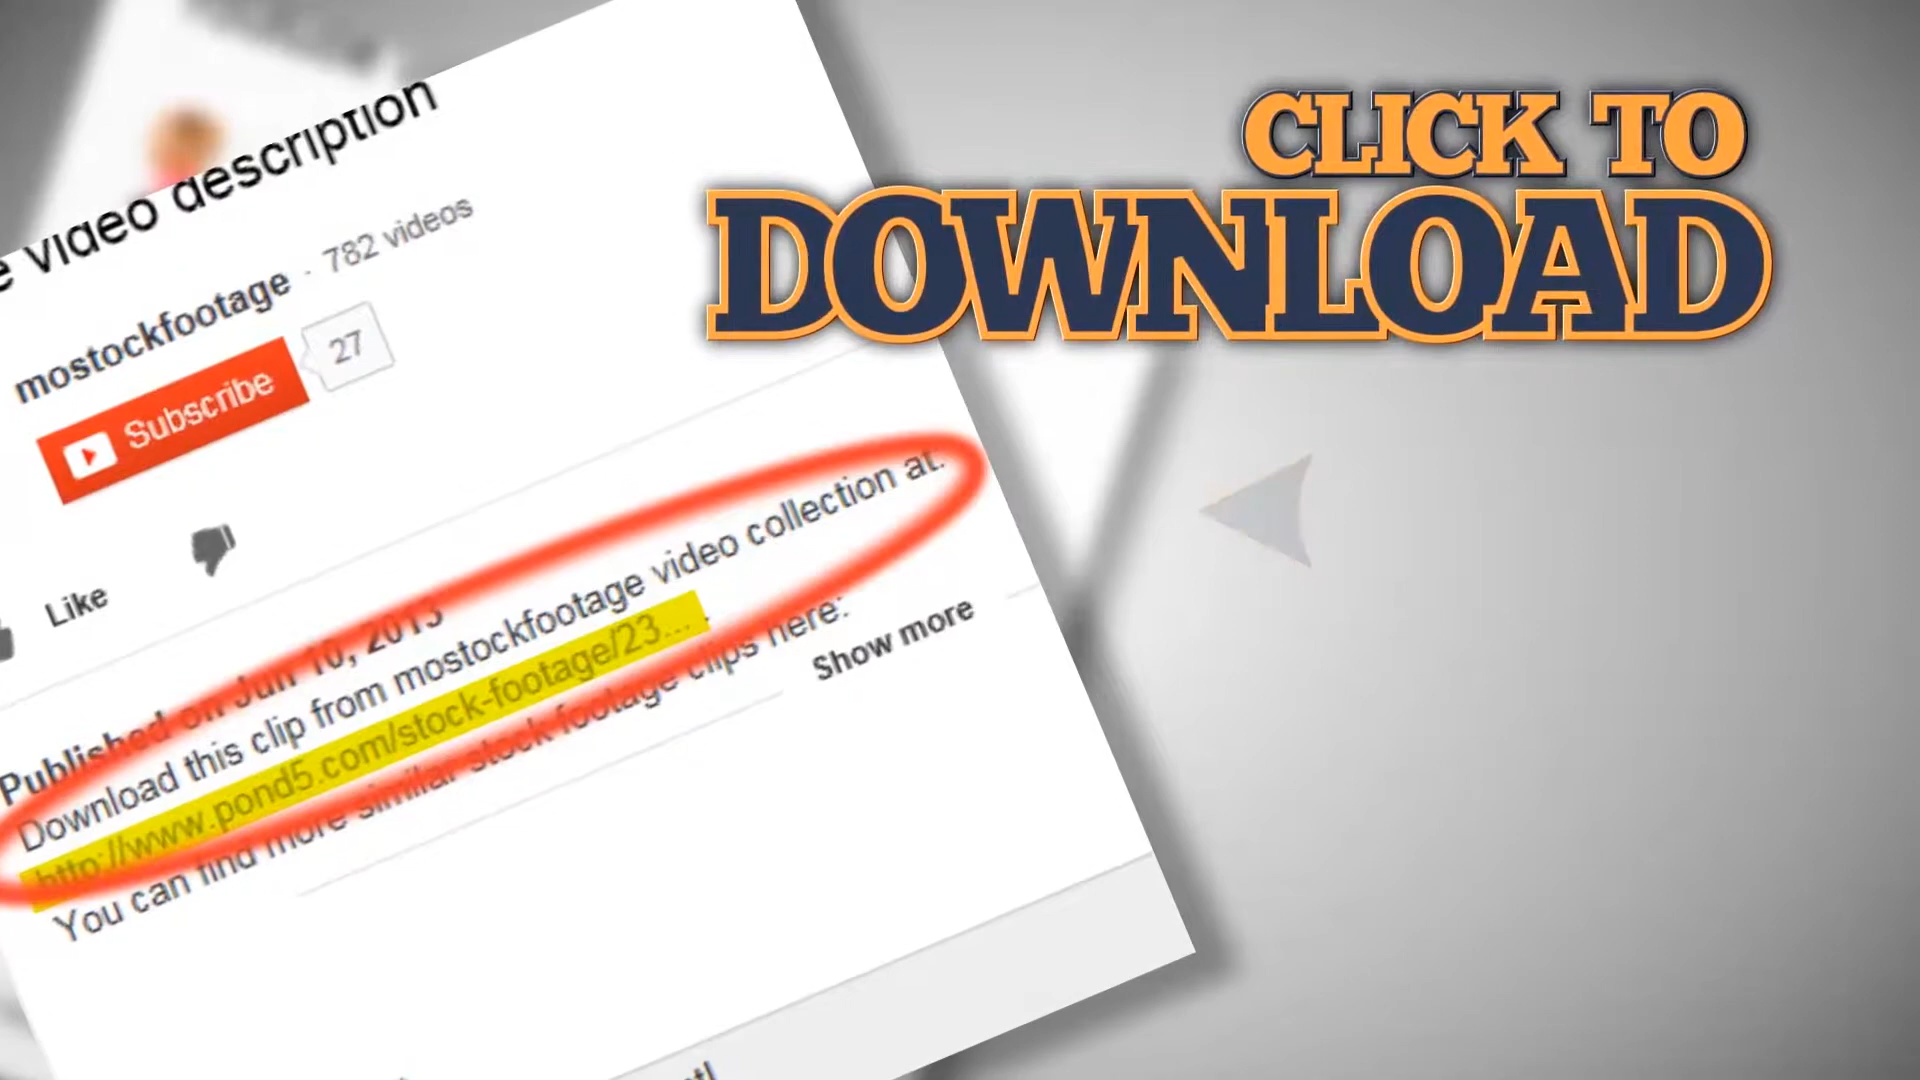 CLICK TO
DOWNLOAD
video description
mostockfootage · 782 videos
Subscribe
27
Like
Published on Jun 10, 2013
Download this clip from mostockfootage video collection at:
http://www.pond5.com/stock-footage/23... .
You can find more similar stock footage clips here:
Show more